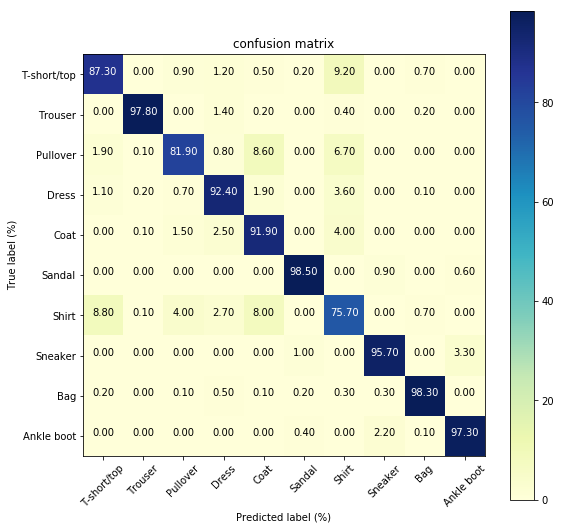 confusion matrix
T-short/top 87.30 0.00 0.90 1.20 0.50 0.20 9.20 0.00 0.70 0.00
Trouser 0.00 97.80 0.00 1.40 0.20 0.00 0.40 0.00 0.20 0.00
Pullover 1.90 0.10 81.90 0.80 8.60 0.00 6.70 0.00 0.00 0.00
Dress 1.10 0.20 0.70 92.40 1.90 0.00 3.60 0.00 0.10 0.00
Coat 0.00 0.10 1.50 2.50 91.90 0.00 4.00 0.00 0.00 0.00
Sandal 0.00 0.00 0.00 0.00 0.00 98.50 0.00 0.90 0.00 0.60
Shirt 8.80 0.10 4.00 2.70 8.00 0.00 75.70 0.00 0.70 0.00
Sneaker 0.00 0.00 0.00 0.00 0.00 1.00 0.00 95.70 0.00 3.30
Bag 0.20 0.00 0.10 0.50 0.10 0.20 0.30 0.30 98.30 0.00
Ankle boot 0.00 0.00 0.00 0.00 0.00 0.40 0.00 2.20 0.10 97.30
T-short/top Trouser Pullover Dress Coat Sandal Shirt Sneaker Bag Ankle boot
Predicted label (%)
True label (%)
80
60
40
20
0